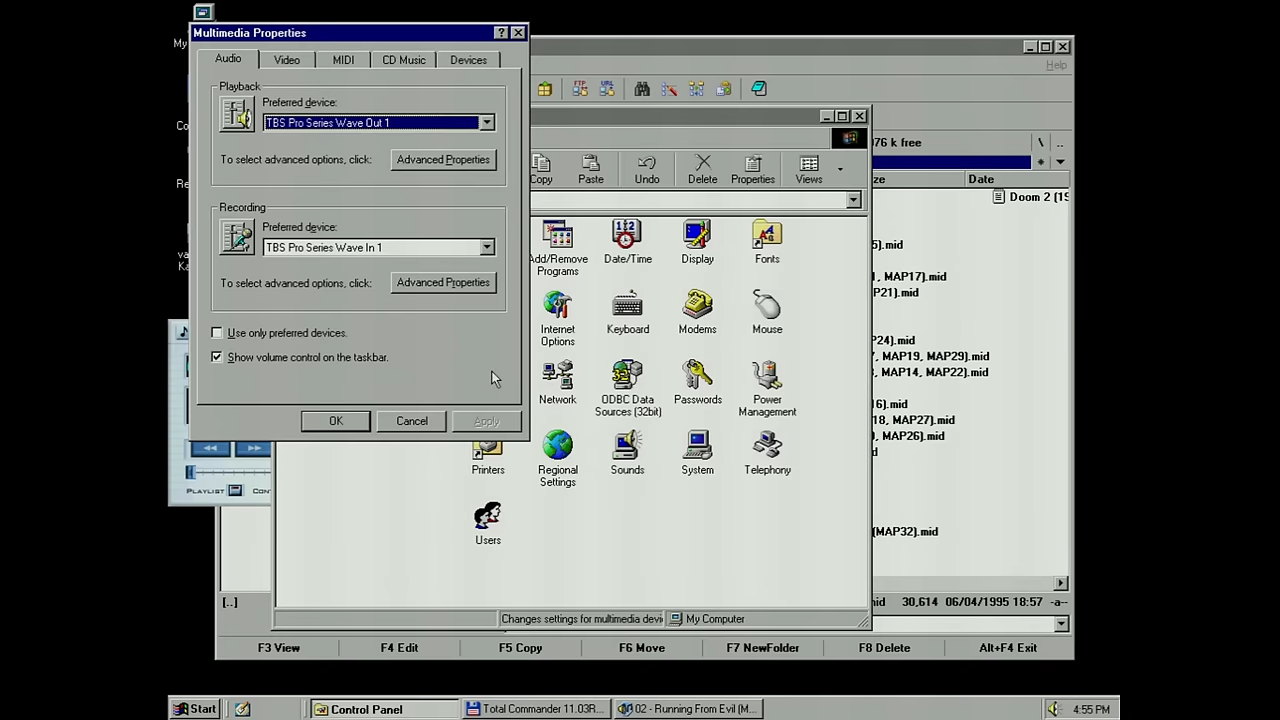 Multimedia Properties
Audio
Video
MIDI
CD Music
Devices
Playback
Preferred device:
TBS Pro Series Wave Out 1
To select advanced options, click:
Advanced Properties
Recording
Preferred device:
TBS Pro Series Wave In 1
To select advanced options, click:
Advanced Properties
Use only preferred devices.
Show volume control on the taskbar.
OK
Cancel
Apply
Help
FTP
URL
076 k free
\
..
Copy
Paste
Undo
Delete
Properties
Views
Date
Doom 2 (19
Add/Remove Programs
Date/Time
Display
Fonts
Internet Options
Keyboard
Modems
Mouse
Network
ODBC Data Sources (32bit)
Passwords
Power Management
Printers
Regional Settings
Sounds
System
Telephony
Users
5).mid
, MAP17).mid
P21).mid
P24).mid
7, MAP19, MAP29).mid
3, MAP14, MAP22).mid
16).mid
18, MAP27).mid
0, MAP26).mid
(MAP32).mid
Playlist
[..]
30,614 06/04/1995 18:57 -a--
Changes settings for multimedia devi
My Computer
F3 View
F4 Edit
F5 Copy
F6 Move
F7 NewFolder
F8 Delete
Alt+F4 Exit
Start
Control Panel
Total Commander 11.03R...
02 - Running From Evil (M...
4:55 PM